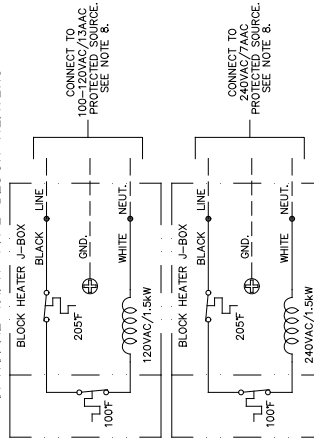 BLOCK HEATER J-BOX
BLACK
LINE
205°F
GND.
100°F
120VAC/1.5kW
WHITE
NEUT.
CONNECT TO
100-120VAC/13AAC
PROTECTED SOURCE.
SEE NOTE 8.
BLOCK HEATER J-BOX
BLACK
LINE
205°F
GND.
100°F
240VAC/1.5kW
WHITE
NEUT.
CONNECT TO
240VAC/7AAC
PROTECTED SOURCE.
SEE NOTE 8.